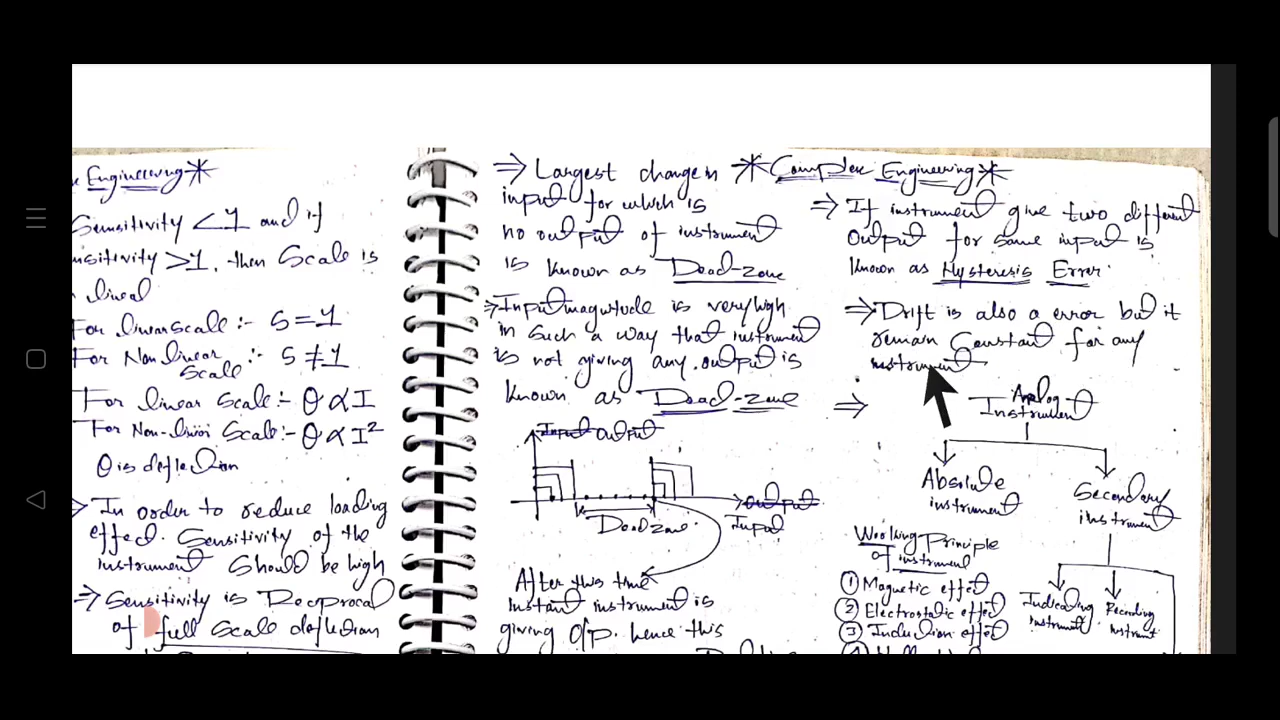 Engineering*
Sensitivity < 1 and if
nsitivity > 1, then Scale is
lineal
For linear scale :- S = 1
For Non linear Scale :- S ≠ 1
For linear Scale :- θ ∝ I
For Non-linear Scale :- θ ∝ I²
θ is deflection
In order to reduce loading
effect. Sensitivity of the
instrument should be high
⇒ Sensitivity is Reciprocal
of full scale deflection
⇒ Largest change in
input for which is
no output of instrument
is known as Dead-zone
⇒ Input magnitude is very high
in such a way that instrument
is not giving any output is
known as Dead-zone
Input Output
output
Input
Dead zone
After this time
instant instrument is
giving O/P. hence this
*Complex Engineering*
⇒ If instrument give two different
output for same input is
known as Hysteresis Error.
⇒ Drift is also a error but it
remain Constant for any
instrument
⇒ Analog
Instrument
Absolute
instrument
Secondary
instrument
Indicating
instrument
Recording
instrument
Working Principle
of instrument
① Magnetic effect
② Electrostatic effect
③ Induction effect